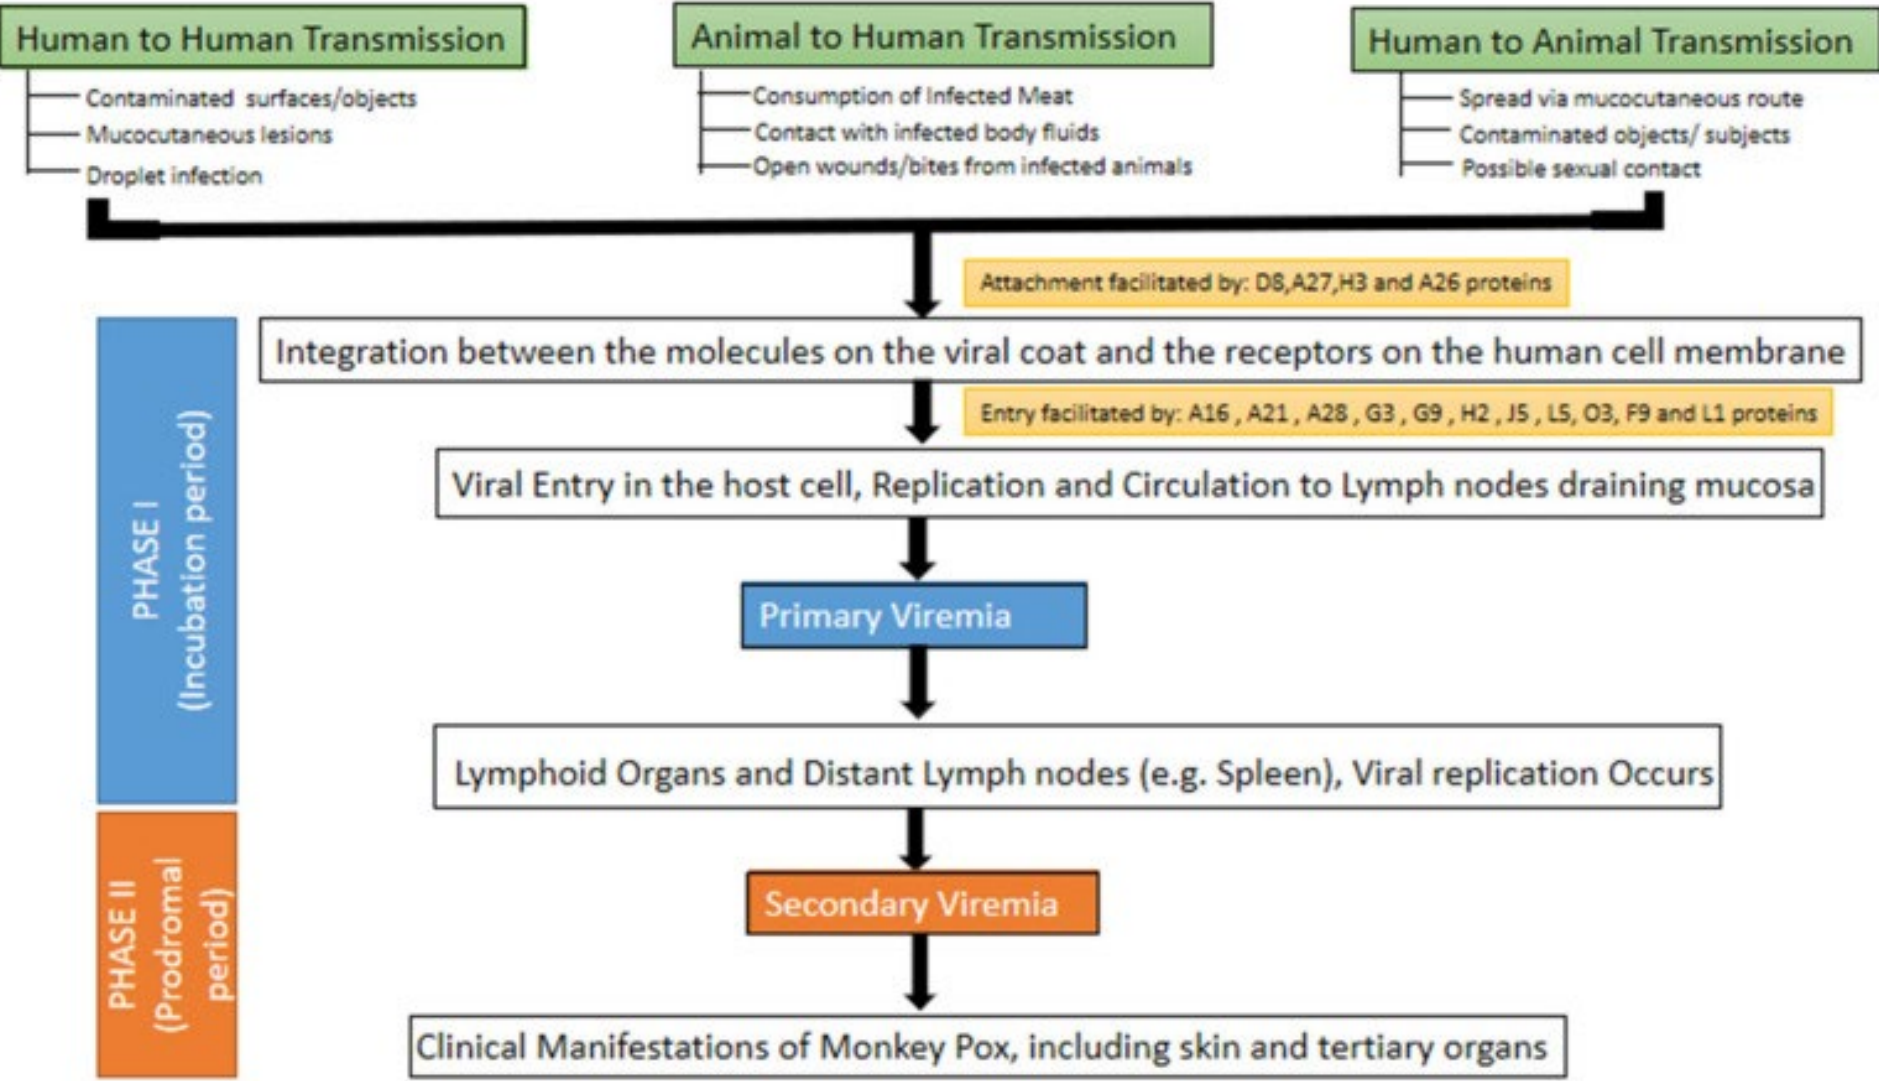 Human to Human Transmission
Contaminated surfaces/objects
Mucocutaneous lesions
Droplet infection
Animal to Human Transmission
Consumption of Infected Meat
Contact with infected body fluids
Open wounds/bites from infected animals
Human to Animal Transmission
Spread via mucocutaneous route
Contaminated objects/ subjects
Possible sexual contact
Attachment facilitated by: D8,A27,H3 and A26 proteins
Integration between the molecules on the viral coat and the receptors on the human cell membrane
Entry facilitated by: A16 , A21 , A28 , G3 , G9 , H2 , J5 , L5, O3, F9 and L1 proteins
Viral Entry in the host cell, Replication and Circulation to Lymph nodes draining mucosa
PHASE I
(Incubation period)
Primary Viremia
Lymphoid Organs and Distant Lymph nodes (e.g. Spleen), Viral replication Occurs
PHASE II
(Prodromal
period)
Secondary Viremia
Clinical Manifestations of Monkey Pox, including skin and tertiary organs